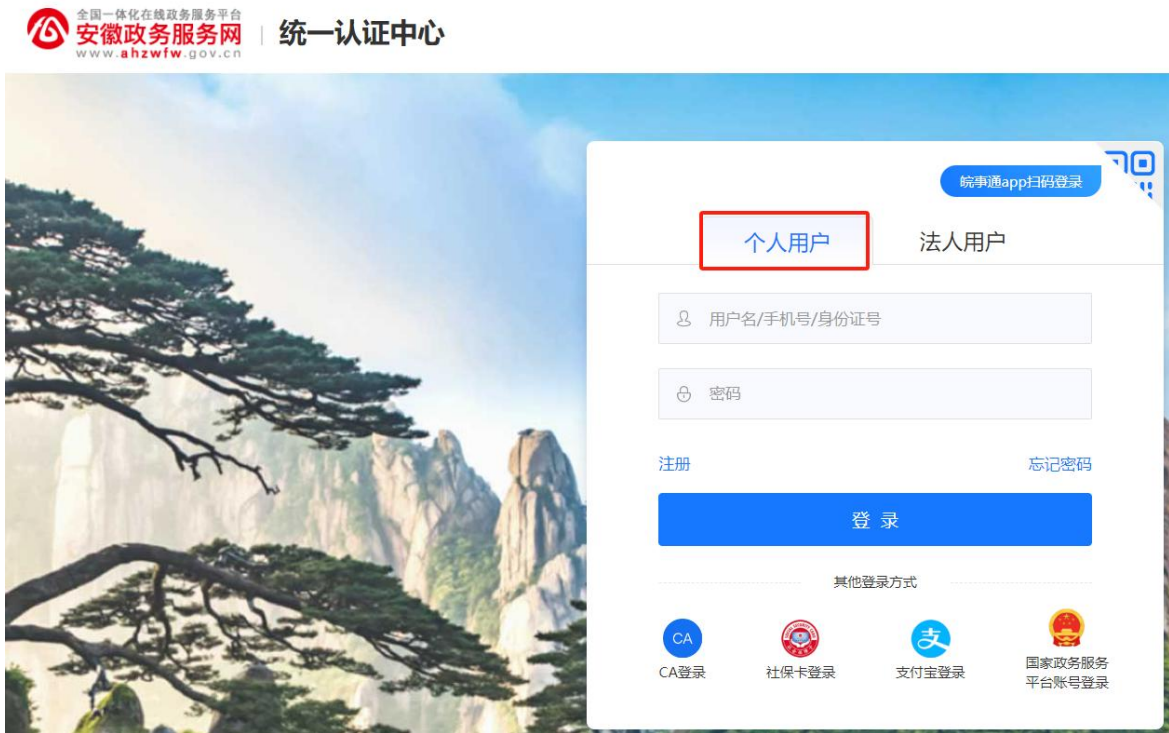 全国一体化在线政务服务平台
安徽政务服务网
www.ahzwfw.gov.cn
统一认证中心
皖事通app扫码登录
个人用户
法人用户
用户名/手机号/身份证号
密码
注册
忘记密码
登 录
其他登录方式
CA
支
CA登录
社保卡登录
支付宝登录
国家政务服务
平台账号登录